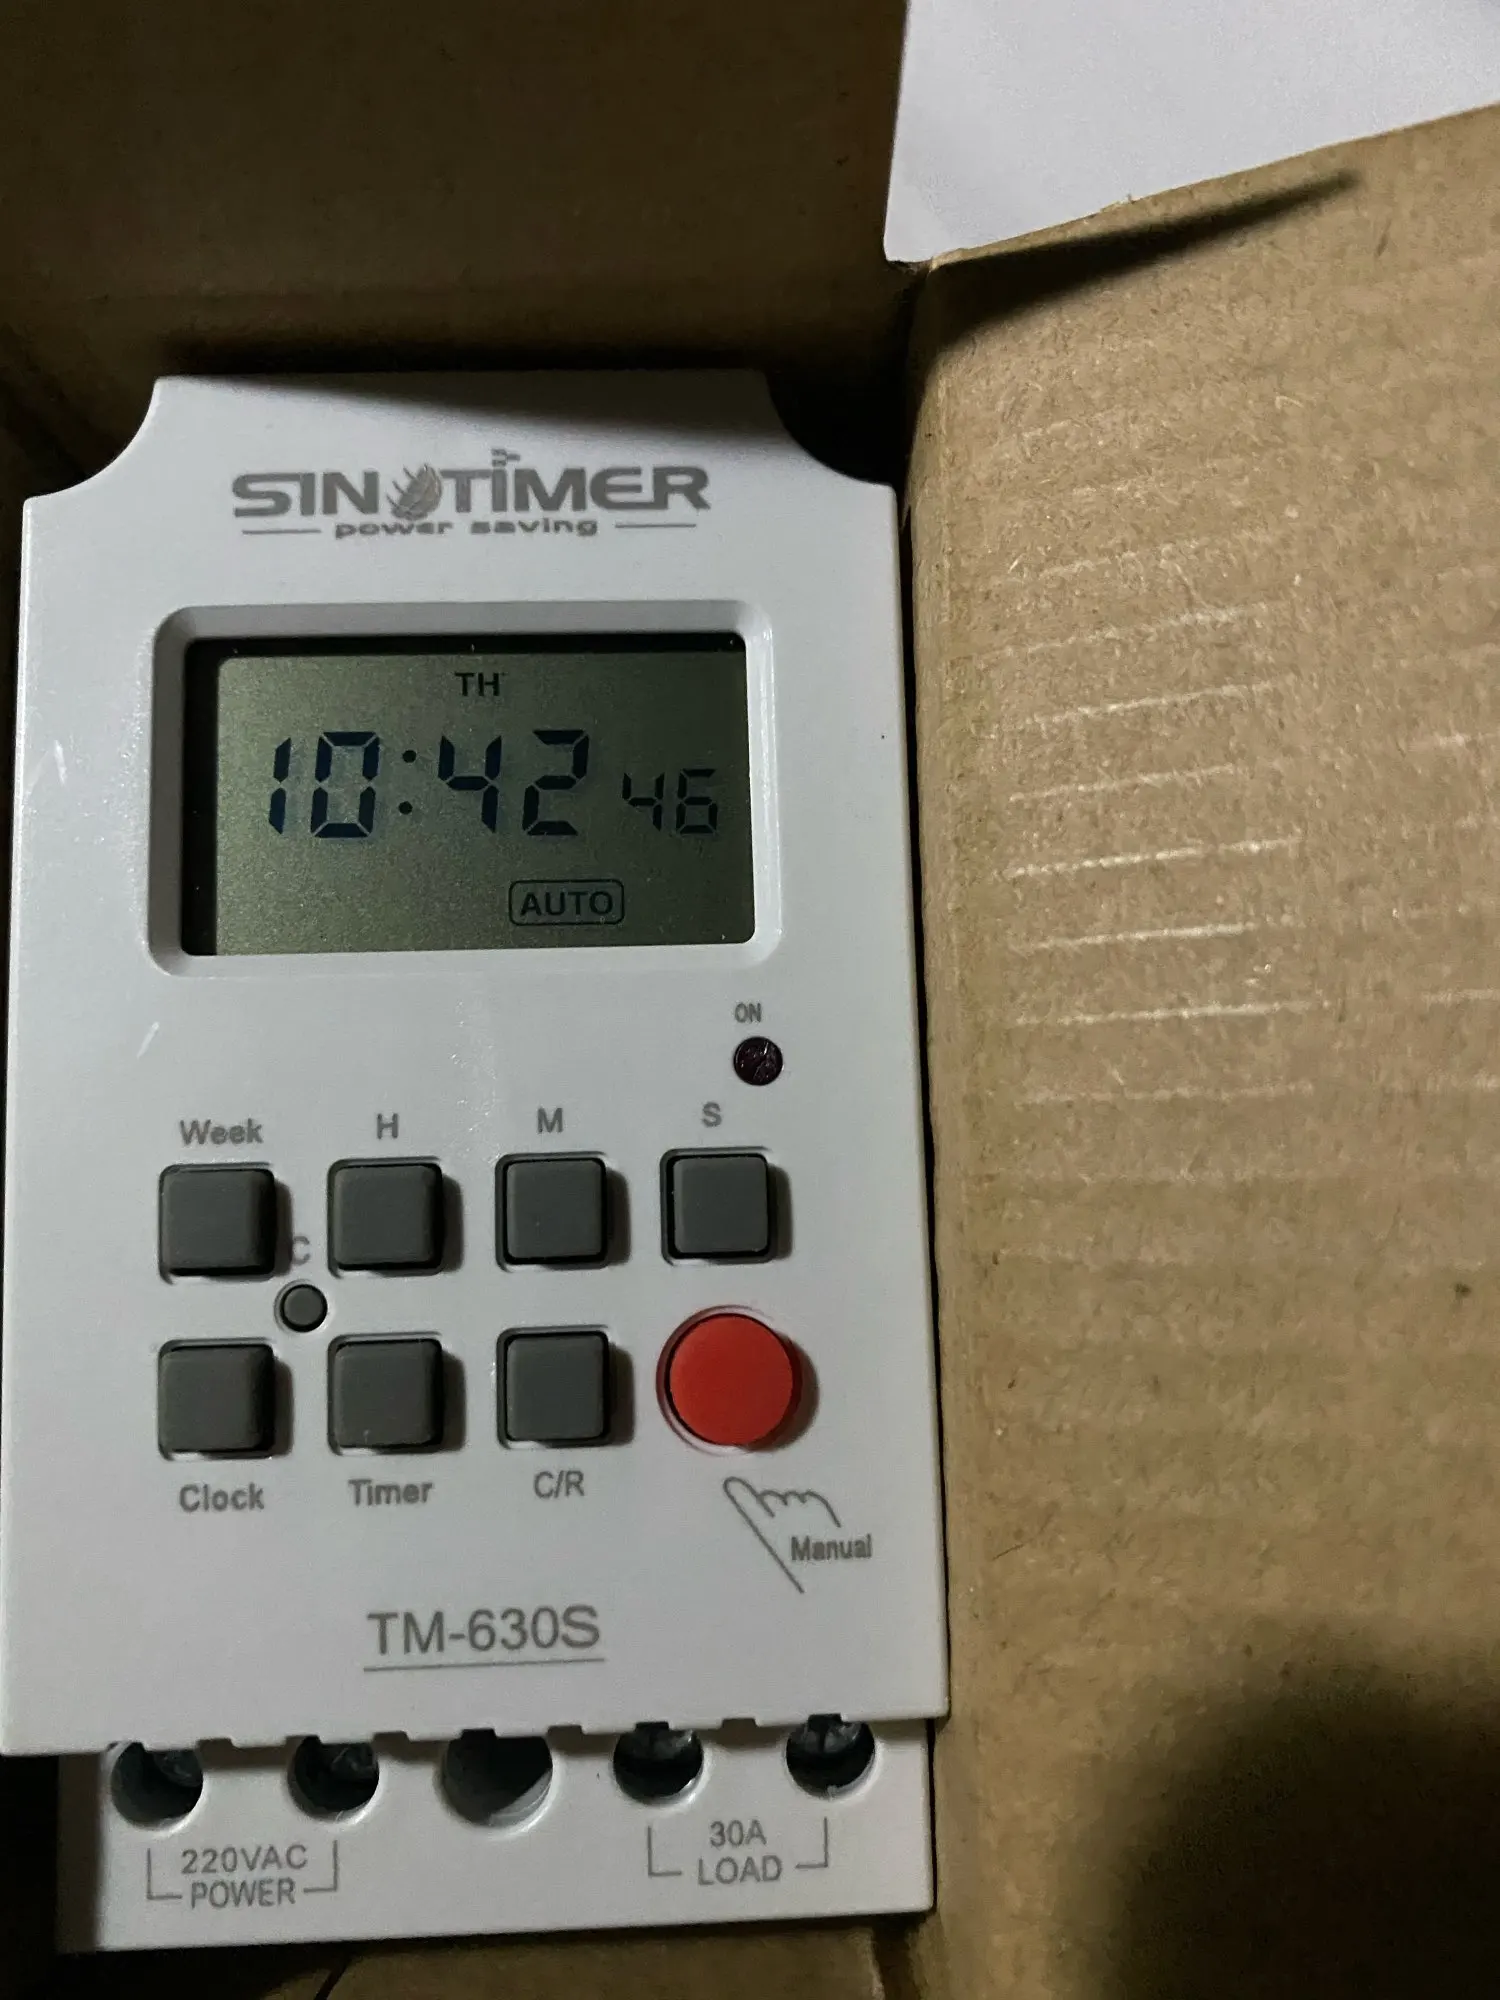 SINOTIMER
power saving
TH
10:42 46
AUTO
ON
Week H M S
C
Clock Timer C/R
Manual
TM-630S
220VAC
POWER
30A
LOAD